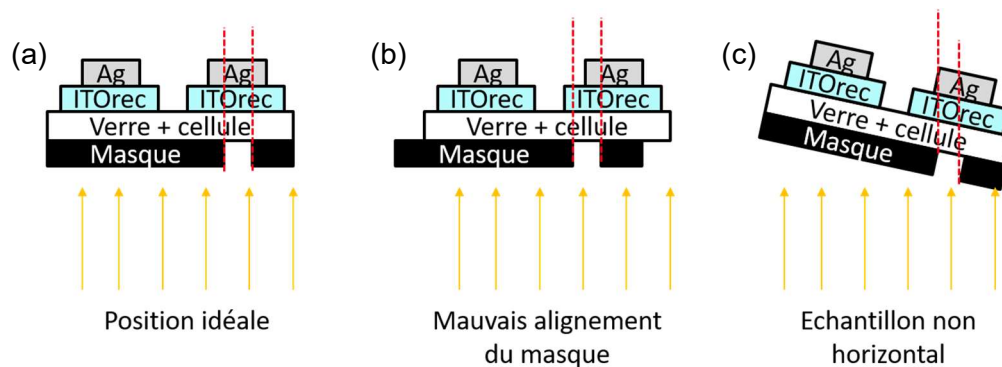 (a)
Ag
Ag
ITOrec
ITOrec
Verre + cellule
Masque
Position idéale
(b)
Ag
Ag
ITOrec
ITOrec
Verre + cellule
Masque
Mauvais alignement
du masque
(c)
Ag
Ag
ITOrec
ITOrec
Verre + cellule
Masque
Echantillon non
horizontal